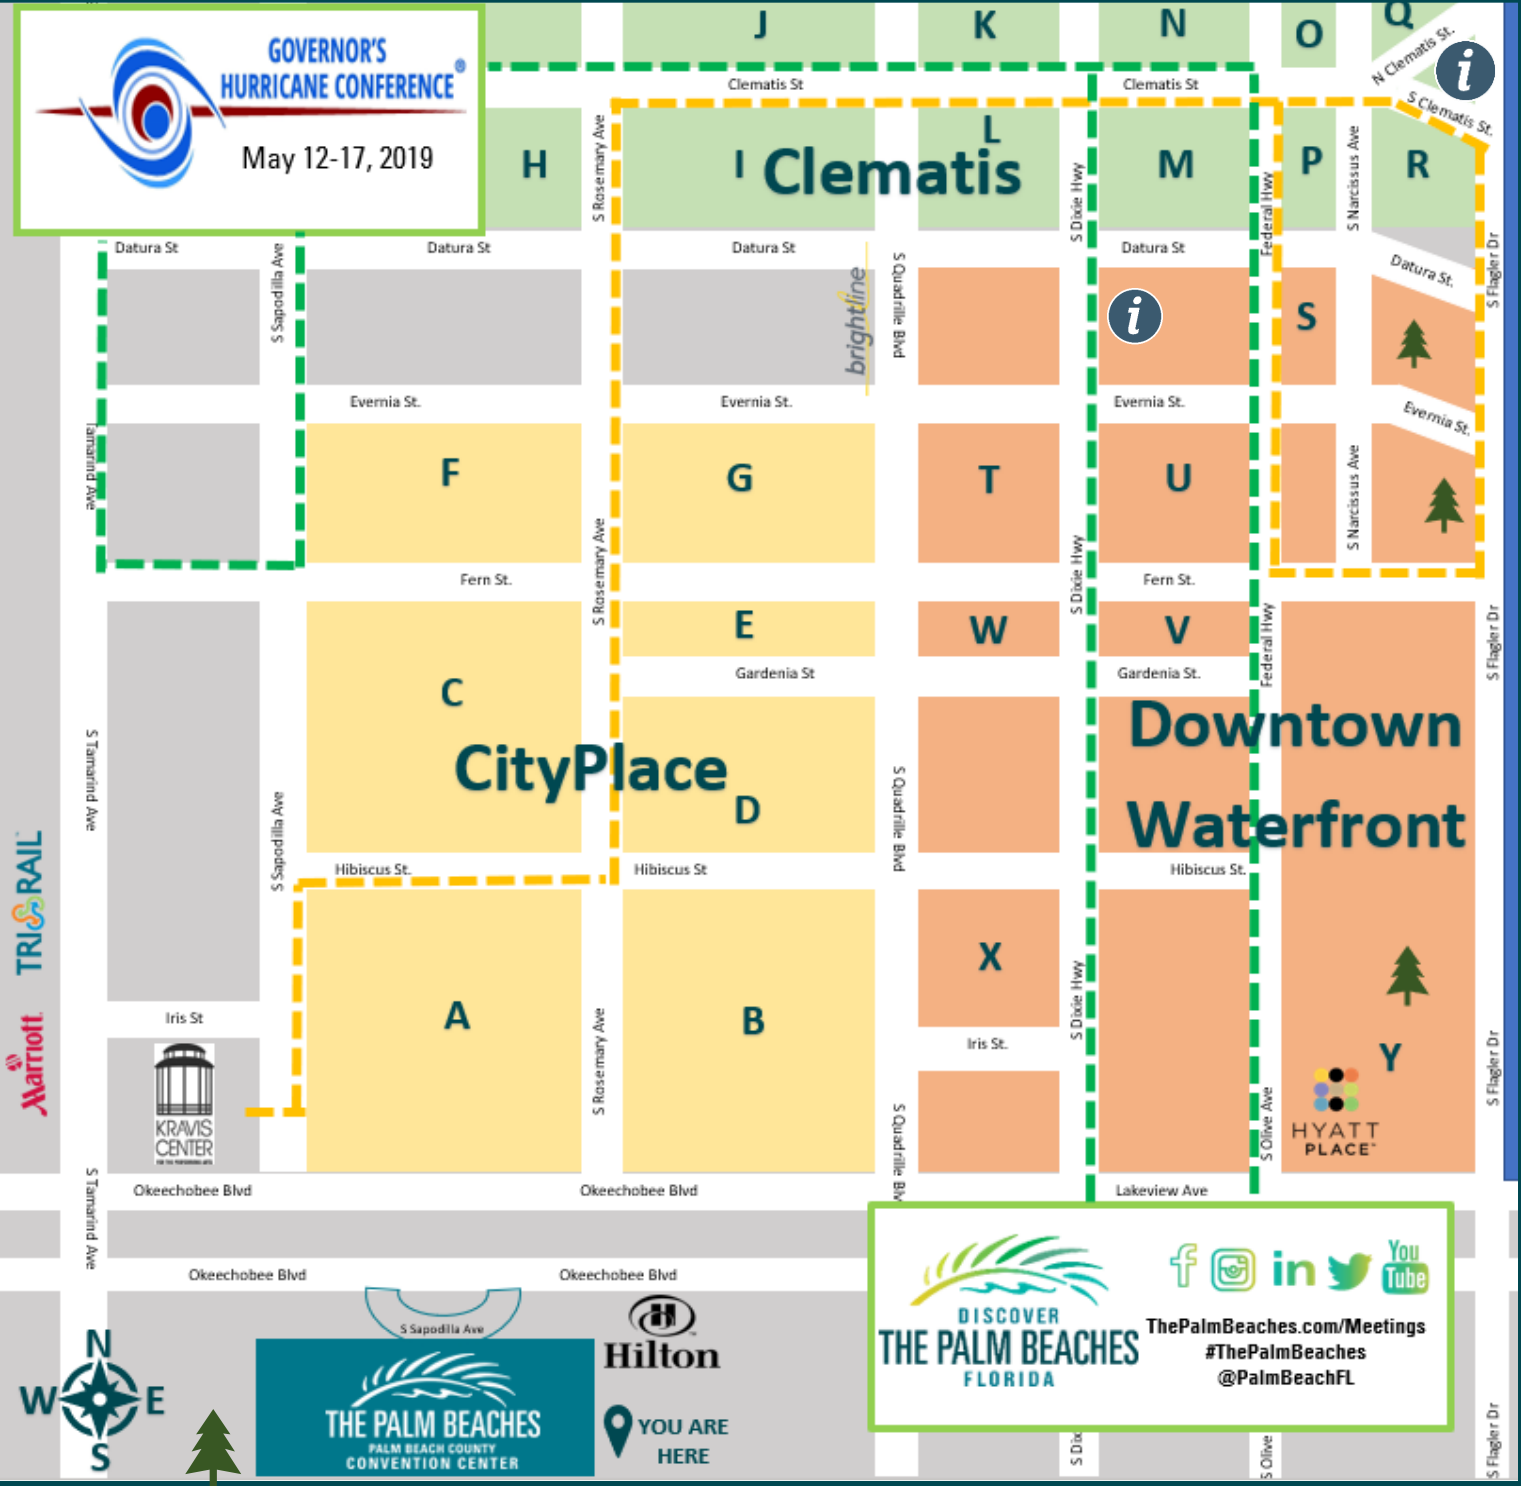 GOVERNOR'S
HURRICANE CONFERENCE®
May 12-17, 2019
J
K
N
O
Q
N Clematis St.
i
Clematis St
Clematis St
S Clematis St.
H
S Rosemary Ave
I
Clematis
L
S Dixie Hwy
M
Federal Hwy
P
S Narcissus Ave
R
Datura St
S Sapodilla Ave
Datura St
Datura St
Datura St
Datura St.
S Flagler Dr
brightline
S Quadrille Blvd
i
S
Evernia St.
Evernia St.
Evernia St.
Evernia St.
Tamarind Ave
F
G
T
U
S Narcissus Ave
S Rosemary Ave
S Dixie Hwy
Fern St.
Fern St.
E
W
V
Federal Hwy
S Flagler Dr
Gardenia St
Gardenia St.
C
S Tamarind Ave
CityPlace
D
Downtown
Waterfront
S Sapodilla Ave
S Quadrille Blvd
Hibiscus St.
Hibiscus St
Hibiscus St.
TRI RAIL
X
A
B
S Rosemary Ave
S Dixie Hwy
Iris St
Iris St.
Marriott
KRAVIS
CENTER
Y
HYATT
PLACE
S Olive Ave
S Flagler Dr
S Tamarind Ave
S Quadrille Blv
Okeechobee Blvd
Okeechobee Blvd
Lakeview Ave
Okeechobee Blvd
Okeechobee Blvd
S Sapodilla Ave
Hilton
THE PALM BEACHES
PALM BEACH COUNTY
CONVENTION CENTER
YOU ARE
HERE
N
W E
S
DISCOVER
THE PALM BEACHES
FLORIDA
f in You
Tube
ThePalmBeaches.com/Meetings
#ThePalmBeaches
@PalmBeachFL
S Dix
S Olive
S Flagler Dr